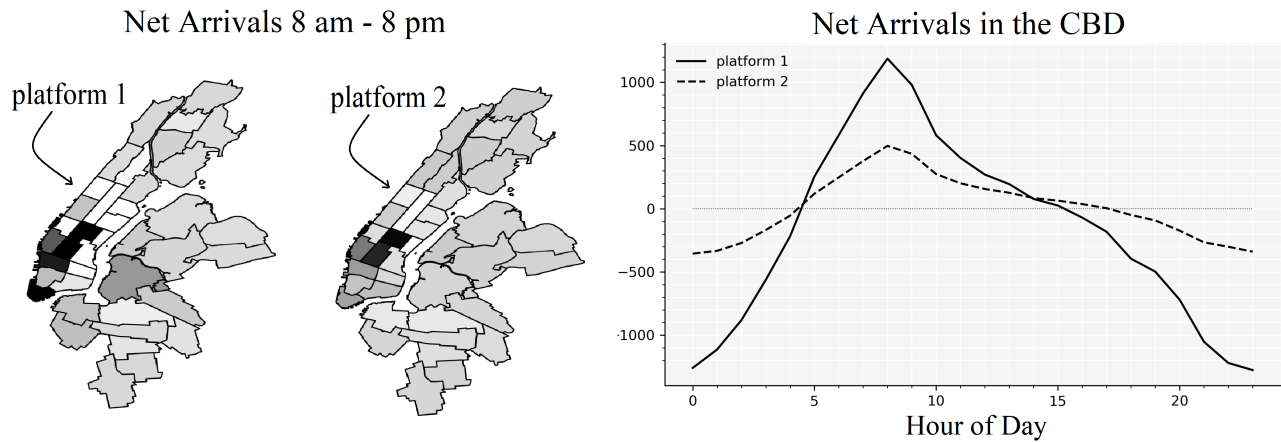 Net Arrivals 8 am - 8 pm
platform 1
platform 2
Net Arrivals in the CBD
platform 1
platform 2
1000
500
0
−500
-1000
0
5
10
15
20
Hour of Day